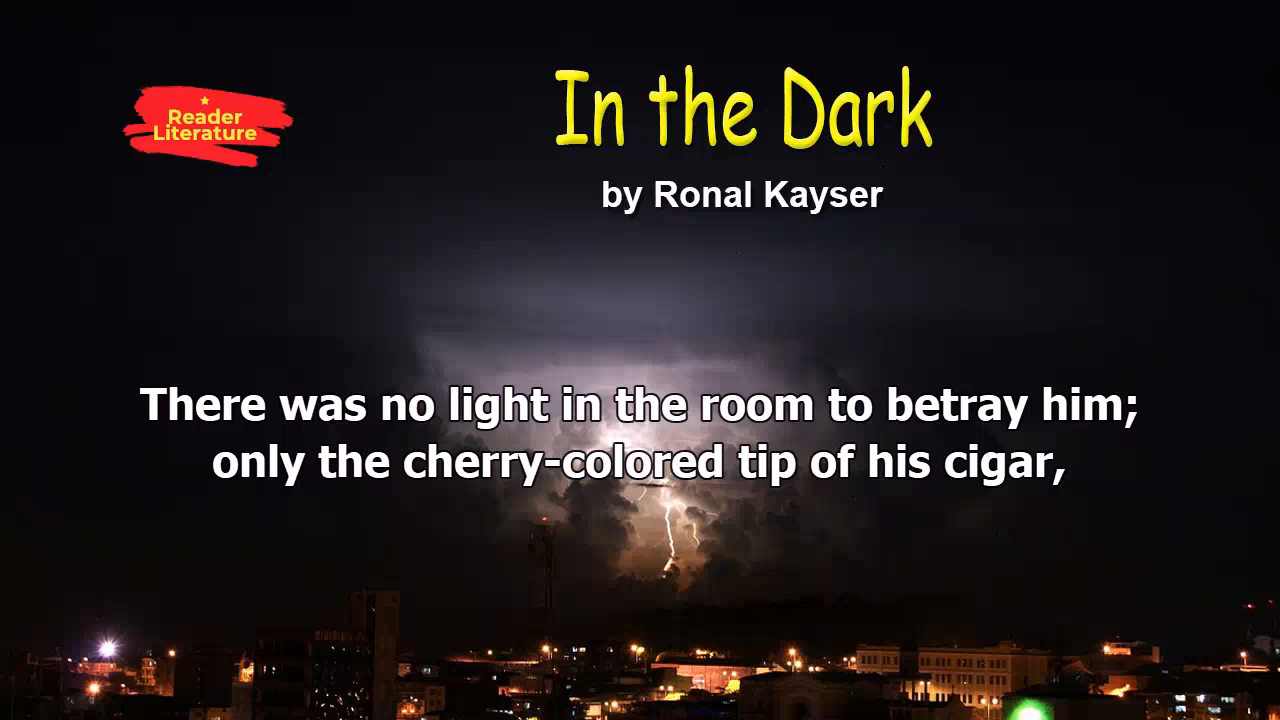 Reader
Literature
In the Dark
by Ronal Kayser
There was no light in the room to betray him;
only the cherry-colored tip of his cigar,